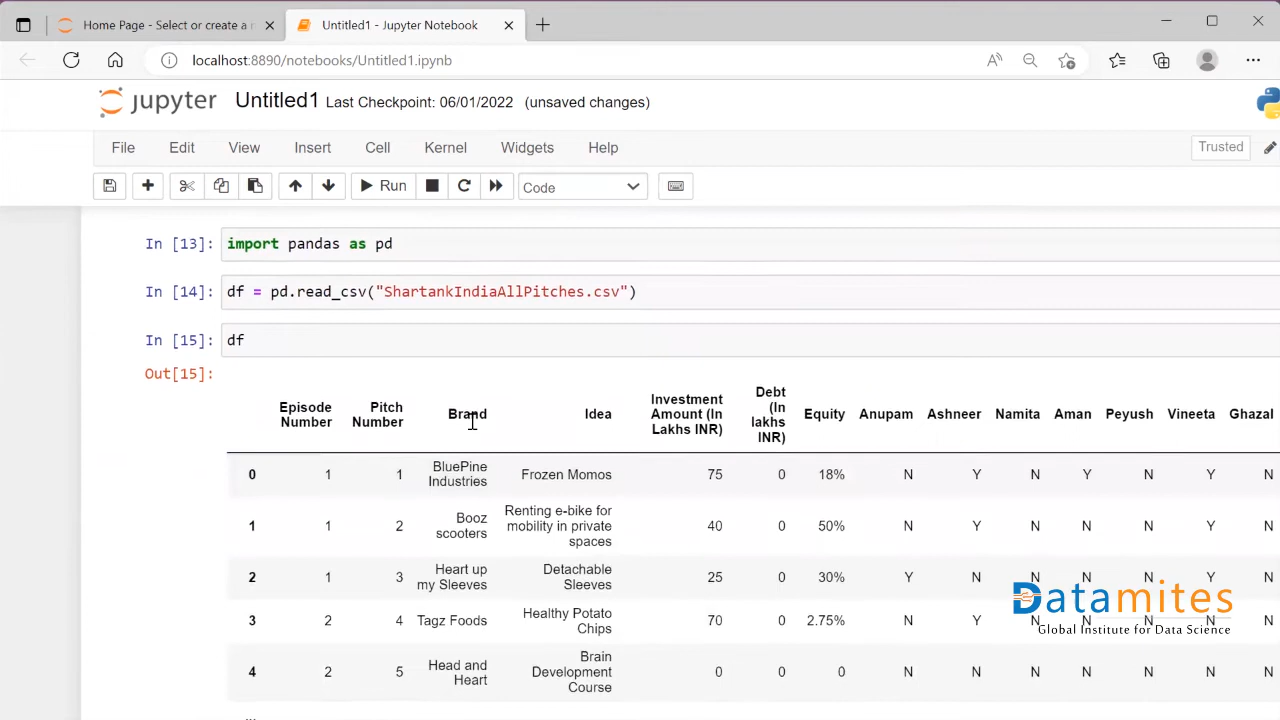 Home Page - Select or create a n
Untitled1 - Jupyter Notebook
localhost:8890/notebooks/Untitled1.ipynb
jupyter Untitled1 Last Checkpoint: 06/01/2022 (unsaved changes)
File Edit View Insert Cell Kernel Widgets Help Trusted
Run Code
In [13]: import pandas as pd
In [14]: df = pd.read_csv("ShartankIndiaAllPitches.csv")
In [15]: df
Out[15]:
Episode Number Pitch Number Brand Idea Investment Amount (In Lakhs INR) Debt (In lakhs INR) Equity Anupam Ashneer Namita Aman Peyush Vineeta Ghazal
0 1 1 BluePine Industries Frozen Momos 75 0 18% N Y N Y N Y N
1 1 2 Booz scooters Renting e-bike for mobility in private spaces 40 0 50% N Y N N N Y N
2 1 3 Heart up my Sleeves Detachable Sleeves 25 0 30% Y N N N N Y N
3 2 4 Tagz Foods Healthy Potato Chips 70 0 2.75% N Y N N N N N
4 2 5 Head and Heart Brain Development Course 0 0 0 N N N N N N N
Datamites
Global Institute for Data Science